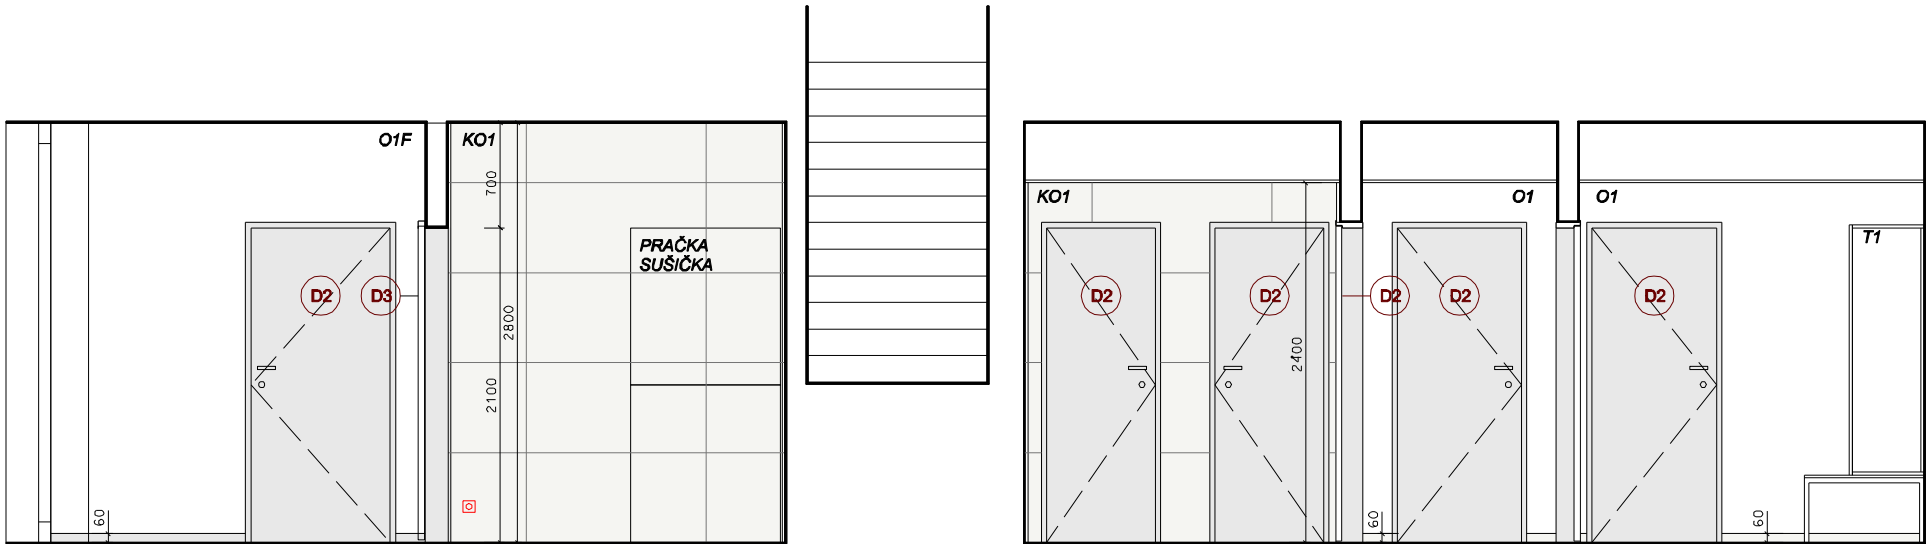 O1F
KO1
700
PRAČKA
SUŠIČKA
D2
D3
2800
2100
60
KO1
O1
O1
T1
D2
D2
D2
D2
D2
2400
60
60